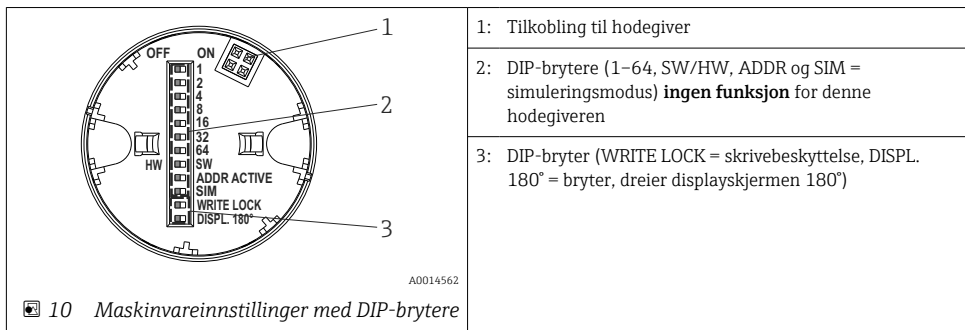 OFF ON
1
2
4
8
16
32
64
HW SW
ADDR ACTIVE
SIM
WRITE LOCK
DISPL. 180°
1
2
3
A0014562
10 Maskinvareinnstillinger med DIP-brytere
1: Tilkobling til hodegiver
2: DIP-brytere (1–64, SW/HW, ADDR og SIM =
simuleringsmodus) ingen funksjon for denne
hodegiveren
3: DIP-bryter (WRITE LOCK = skrivebeskyttelse, DISPL.
180° = bryter, dreier displayskjermen 180°)